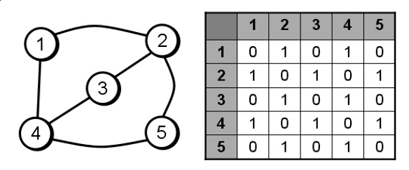 1
2
3
4
5
1 2 3 4 5
1 0 1 0 1 0
2 1 0 1 0 1
3 0 1 0 1 0
4 1 0 1 0 1
5 0 1 0 1 0